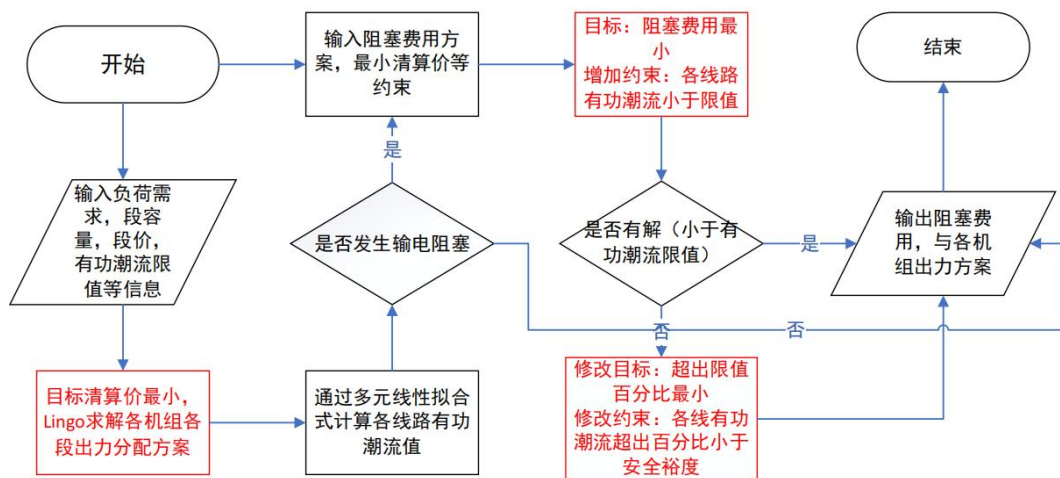 开始
输入负荷需
求，段容
量，段价，
有功潮流限
值等信息
目标清算价最小，
Lingo求解各机组各
段出力分配方案
通过多元线性拟合
式计算各线路有功
潮流值
是否发生输电阻塞
是
输入阻塞费用方
案，最小清算价等
约束
目标：阻塞费用最
小
增加约束：各线路
有功潮流小于限值
是否有解（小于有
功潮流限值）
是
否
否
修改目标：超出限值
百分比最小
修改约束：各线有功
潮流超出百分比小于
安全裕度
输出阻塞费
用，与各机
组出力方案
结束